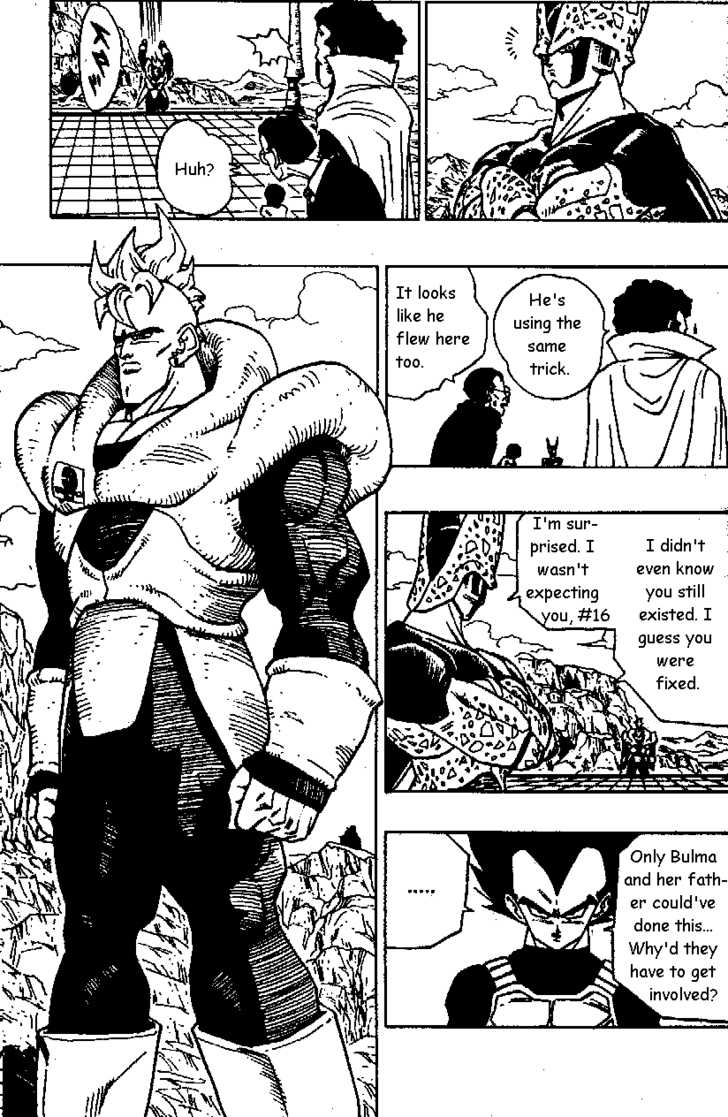 Huh?
It looks
like he
flew here
too.
He's
using the
same
trick.
I'm sur-
prised. I
wasn't
expecting
you, #16
I didn't
even know
you still
existed. I
guess you
were
fixed.
.....
Only Bulma
and her fath-
er could've
done this...
Why'd they
have to get
involved?